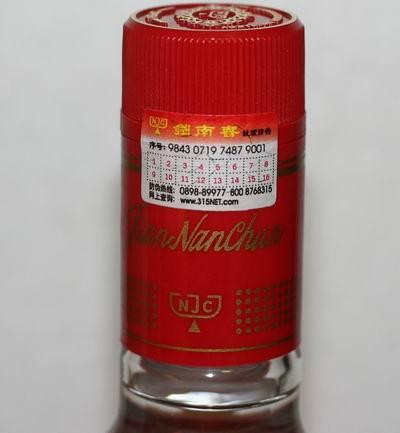 NJC 剑南春 纹理防伪
序号: 9843 0719 7487 9001
1 2 3 4 5 6 7 8
9 10 11 12 13 14 15 16
防伪热线: 0898-89977 800 8768315
网上查询: www.315NET.com
JianNanChun
NJC